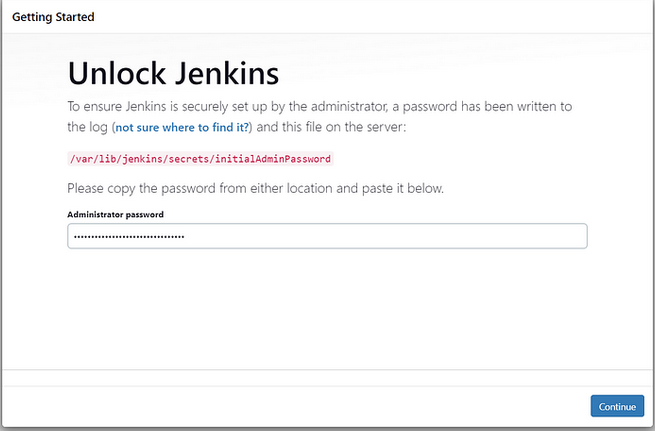 Getting Started
Unlock Jenkins
To ensure Jenkins is securely set up by the administrator, a password has been written to
the log (not sure where to find it?) and this file on the server:
/var/lib/jenkins/secrets/initialAdminPassword
Please copy the password from either location and paste it below.
Administrator password
••••••••••••••••••••••••••••••••
Continue